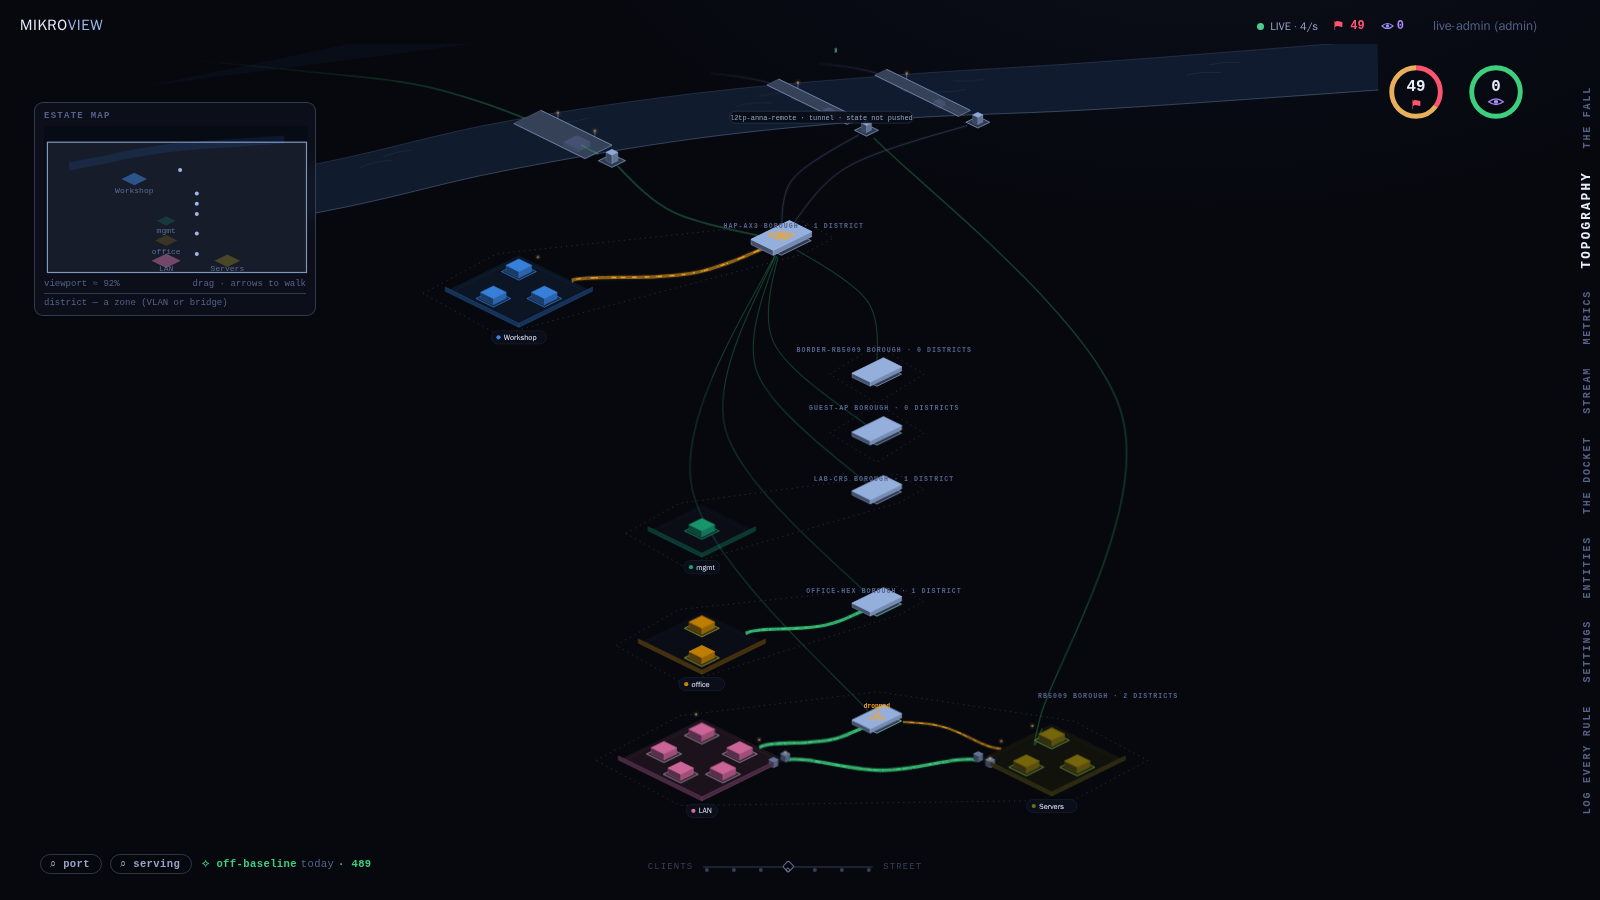 MIKROVIEW
LIVE · 4/s
49
0
live-admin (admin)
49
0
ESTATE MAP
Workshop
mgmt
office
LAN
Servers
viewport ≈ 92%
drag · arrows to walk
district — a zone (VLAN or bridge)
l2tp-anna-remote · tunnel · state not pushed
HAP-AX3 BOROUGH · 1 DISTRICT
Workshop
BORDER-RB5009 BOROUGH · 0 DISTRICTS
GUEST-AP BOROUGH · 0 DISTRICTS
LAB-CRS BOROUGH · 1 DISTRICT
mgmt
OFFICE-HEX BOROUGH · 1 DISTRICT
office
RB5009 BOROUGH · 2 DISTRICTS
dropped
LAN
Servers
THE FALL
TOPOGRAPHY
METRICS
STREAM
THE DOCKET
ENTITIES
SETTINGS
LOG EVERY RULE
port
serving
off-baseline today · 489
CLIENTS
STREET